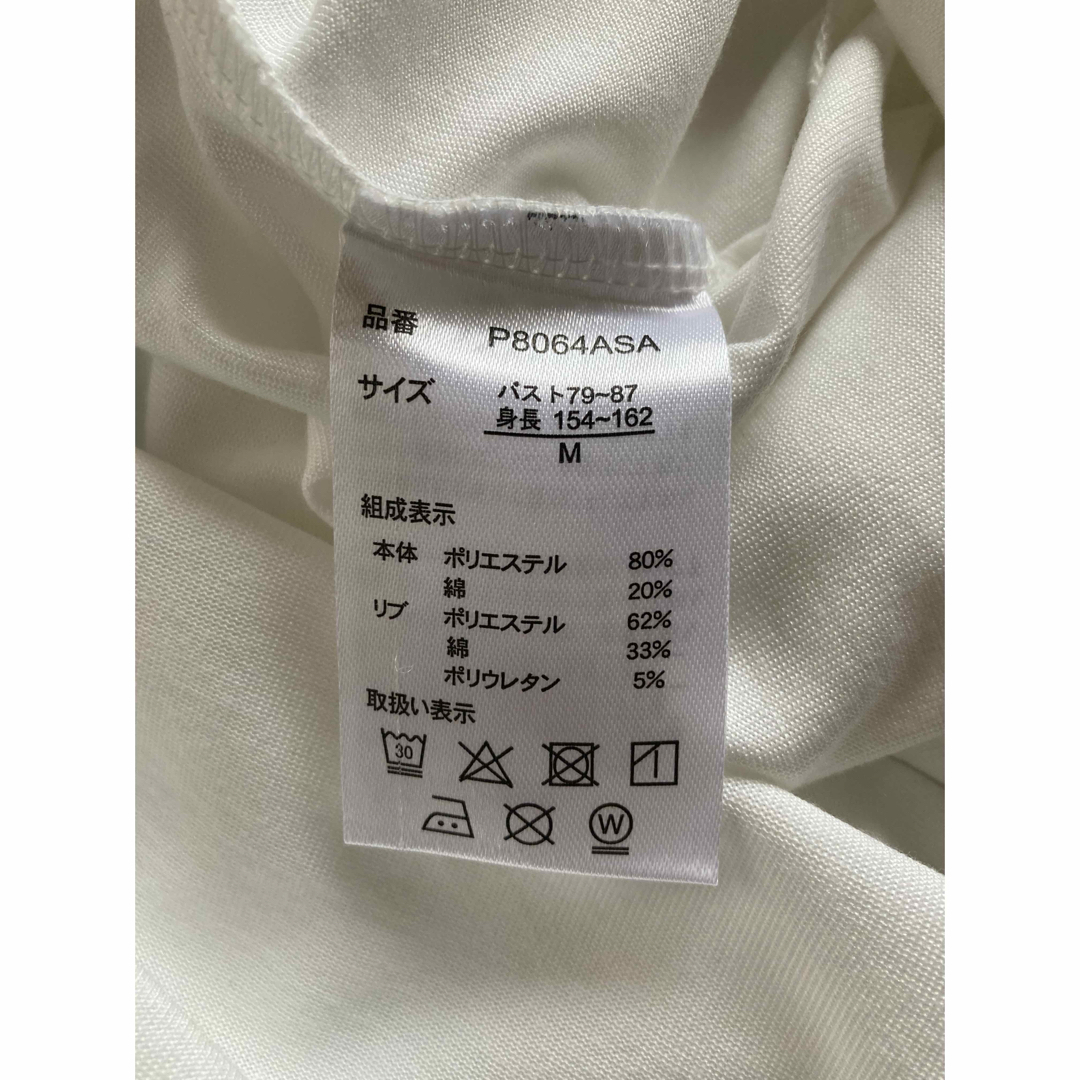 品番 P8064ASA
サイズ バスト79~87
身長 154~162
M
組成表示
本体 ポリエステル 80%
綿 20%
リブ ポリエステル 62%
綿 33%
ポリウレタン 5%
取扱い表示
30
W